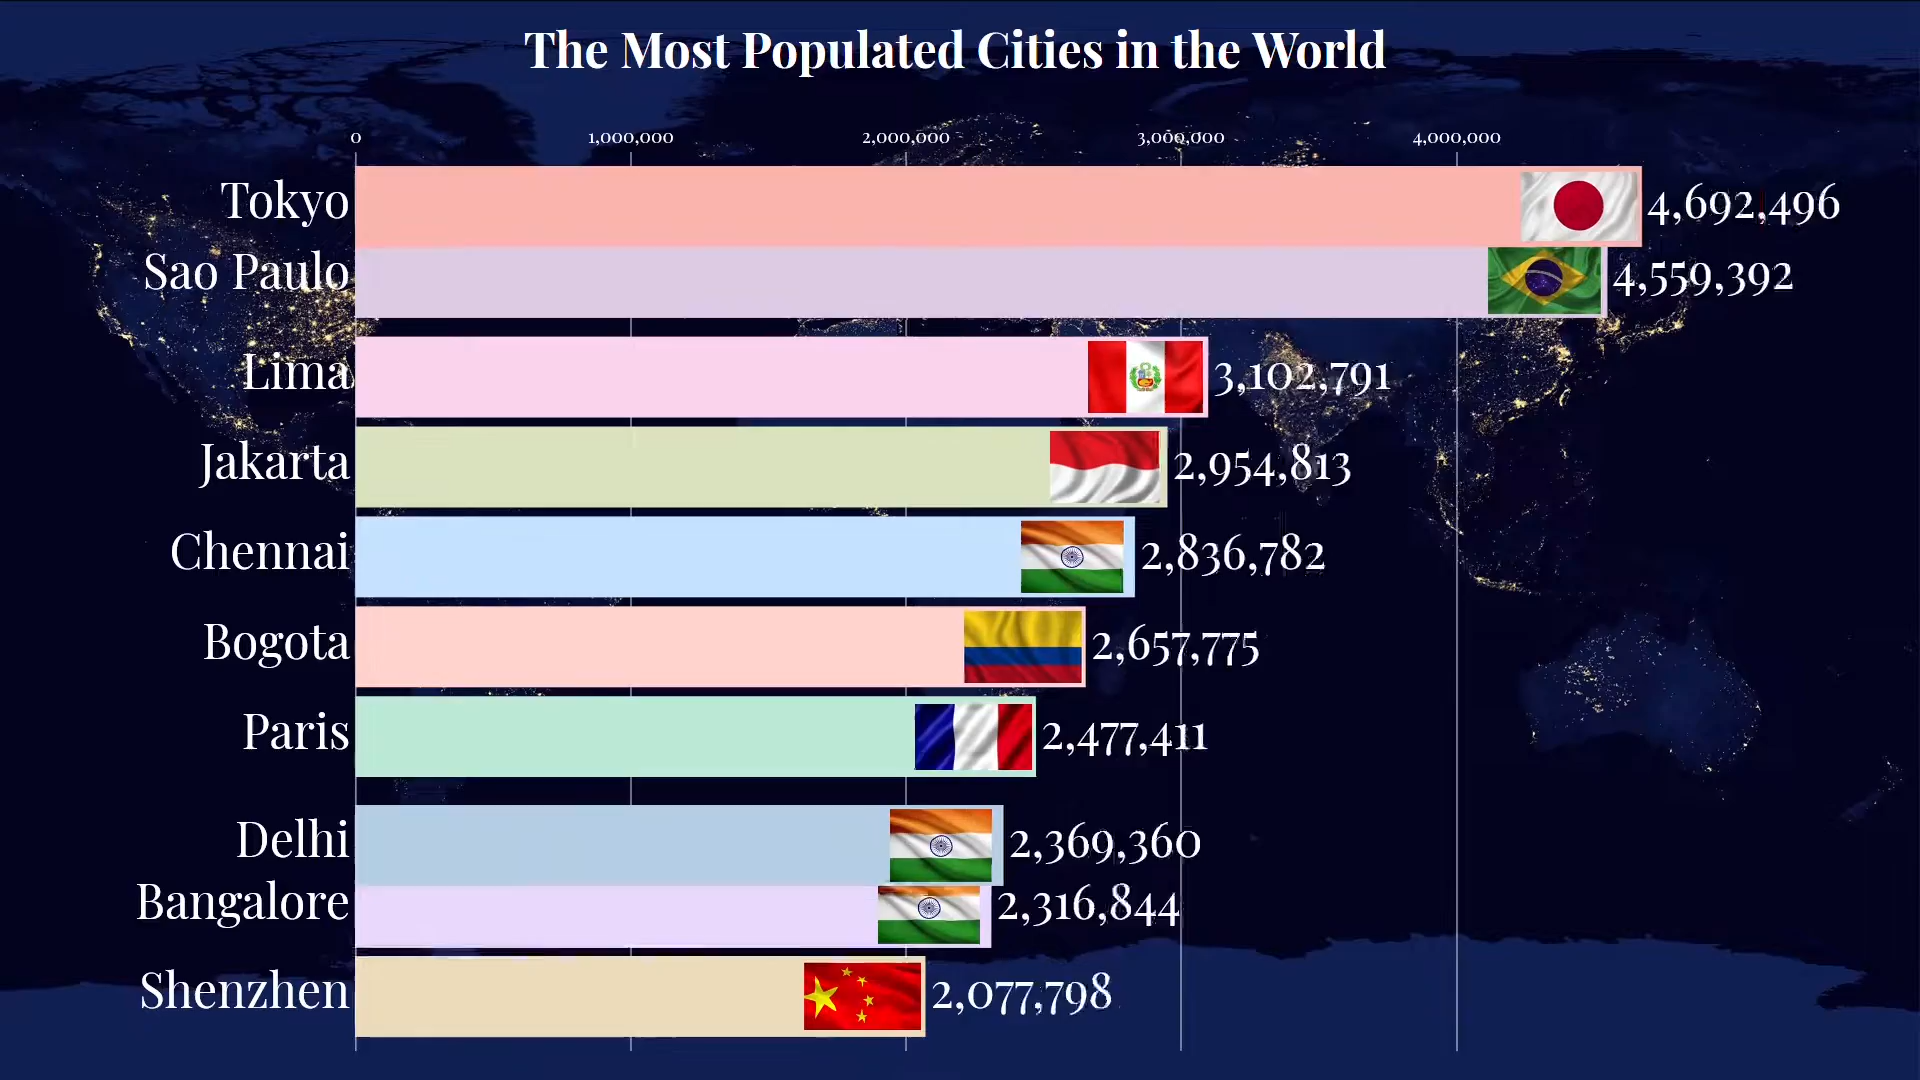 The Most Populated Cities in the World
0 1,000,000 2,000,000 3,000,000 4,000,000
Tokyo 4,692,496
Sao Paulo 4,559,392
Lima 3,102,791
Jakarta 2,954,813
Chennai 2,836,782
Bogota 2,657,775
Paris 2,477,411
Delhi 2,369,360
Bangalore 2,316,844
Shenzhen 2,077,798